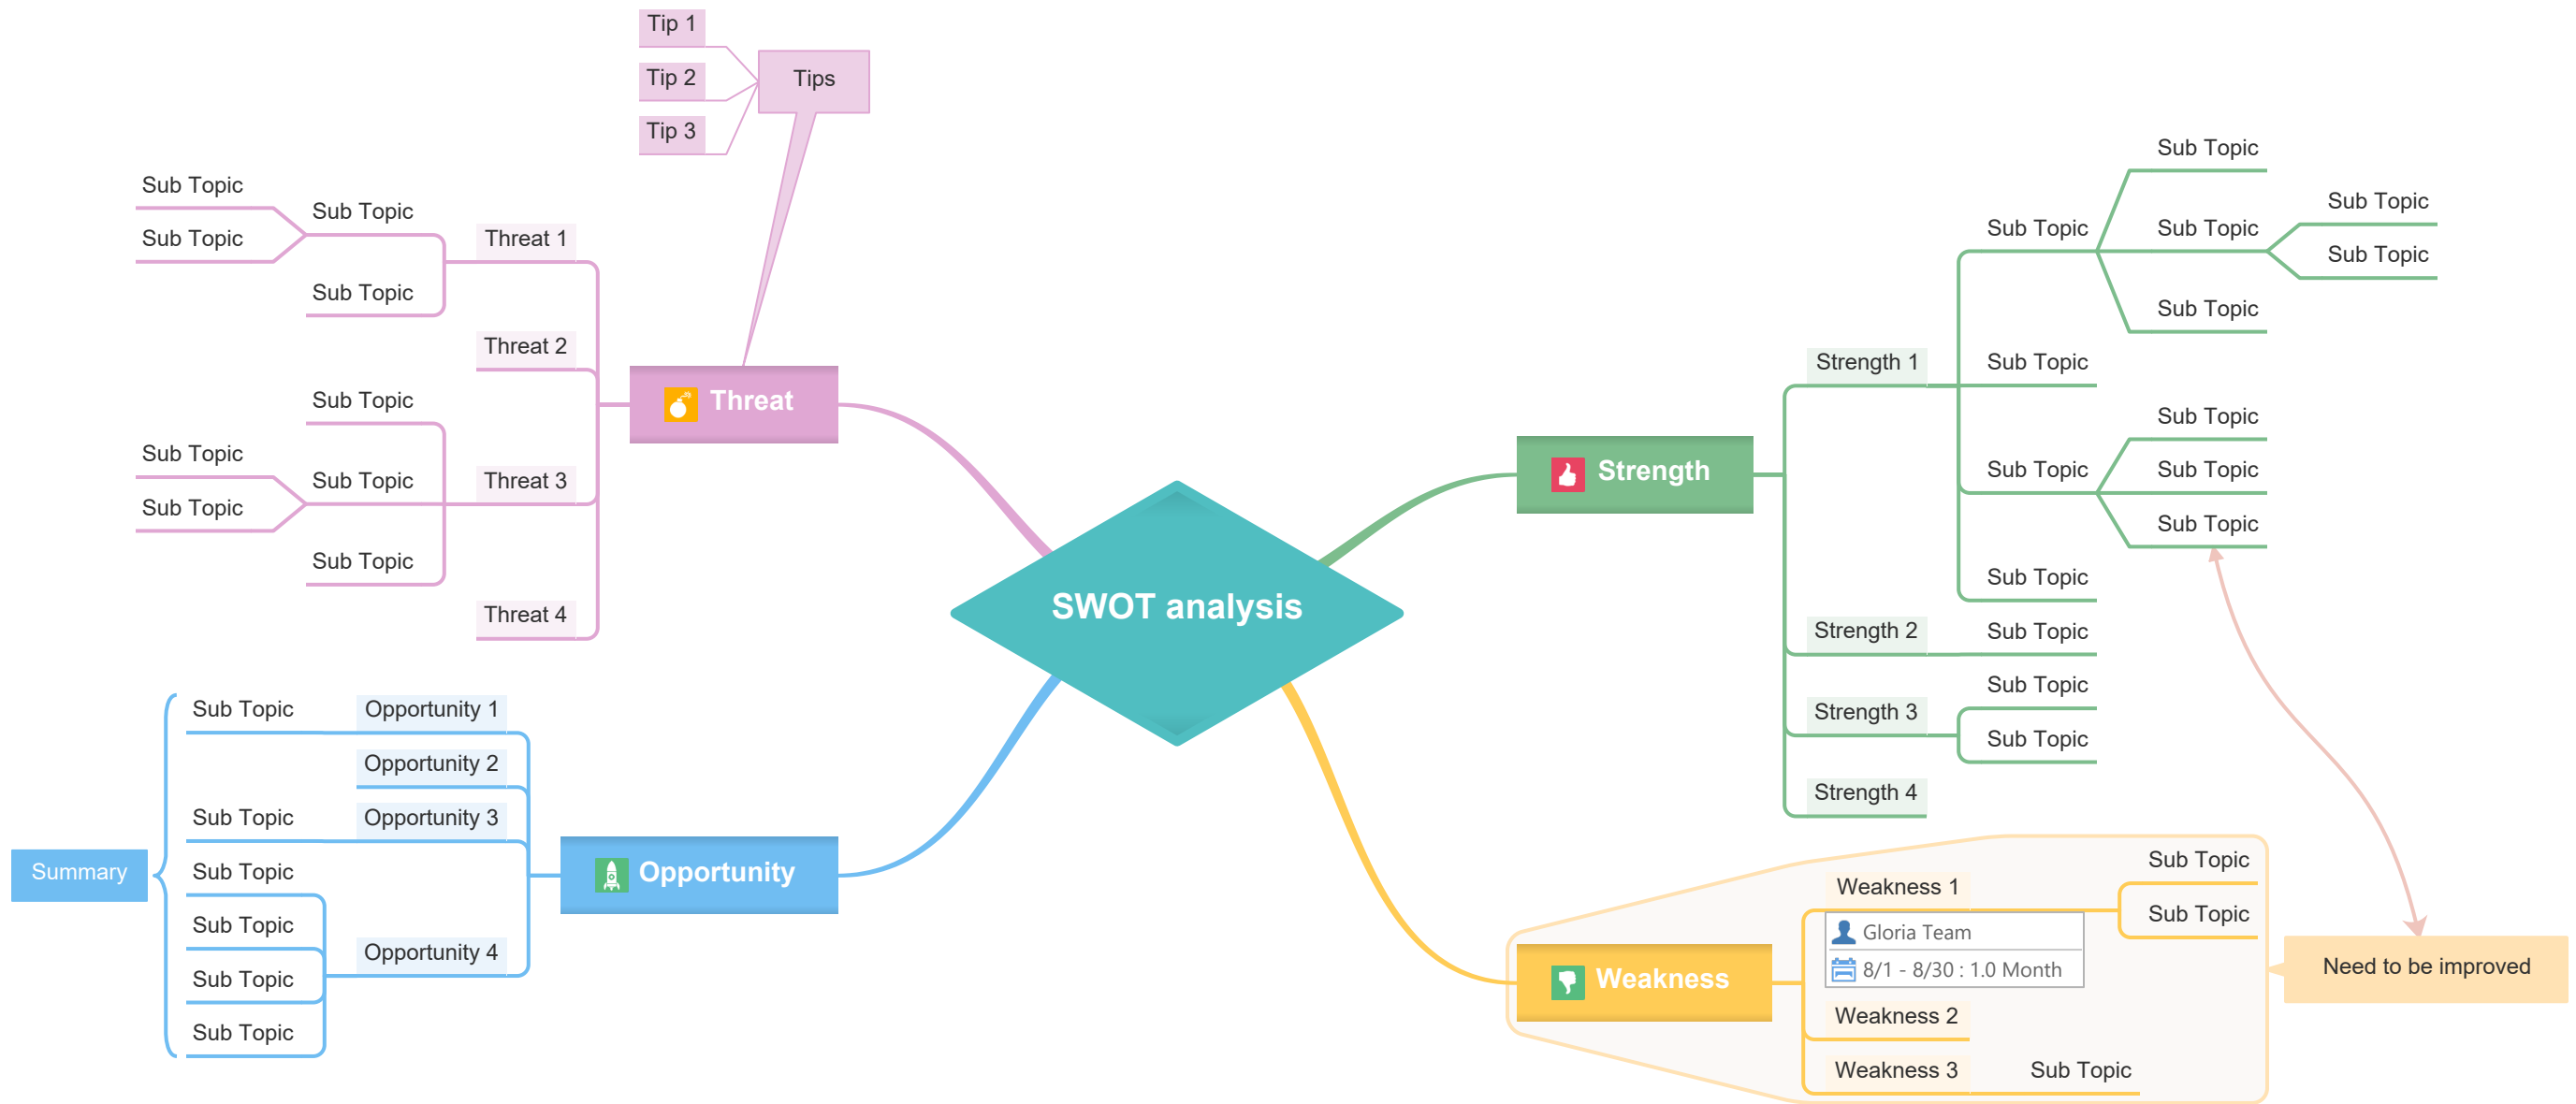 Tip 1
Tip 2
Tip 3
Tips
Threat
Threat 1
Sub Topic
Sub Topic
Sub Topic
Sub Topic
Threat 2
Threat 3
Sub Topic
Sub Topic
Sub Topic
Sub Topic
Sub Topic
Threat 4
SWOT analysis
Strength
Strength 1
Sub Topic
Sub Topic
Sub Topic
Sub Topic
Sub Topic
Sub Topic
Sub Topic
Sub Topic
Sub Topic
Sub Topic
Sub Topic
Sub Topic
Strength 2
Sub Topic
Strength 3
Sub Topic
Sub Topic
Strength 4
Opportunity
Opportunity 1
Sub Topic
Opportunity 2
Opportunity 3
Sub Topic
Opportunity 4
Sub Topic
Sub Topic
Sub Topic
Sub Topic
Summary
Weakness
Weakness 1
Gloria Team
8/1 - 8/30 : 1.0 Month
Sub Topic
Sub Topic
Weakness 2
Weakness 3
Sub Topic
Need to be improved